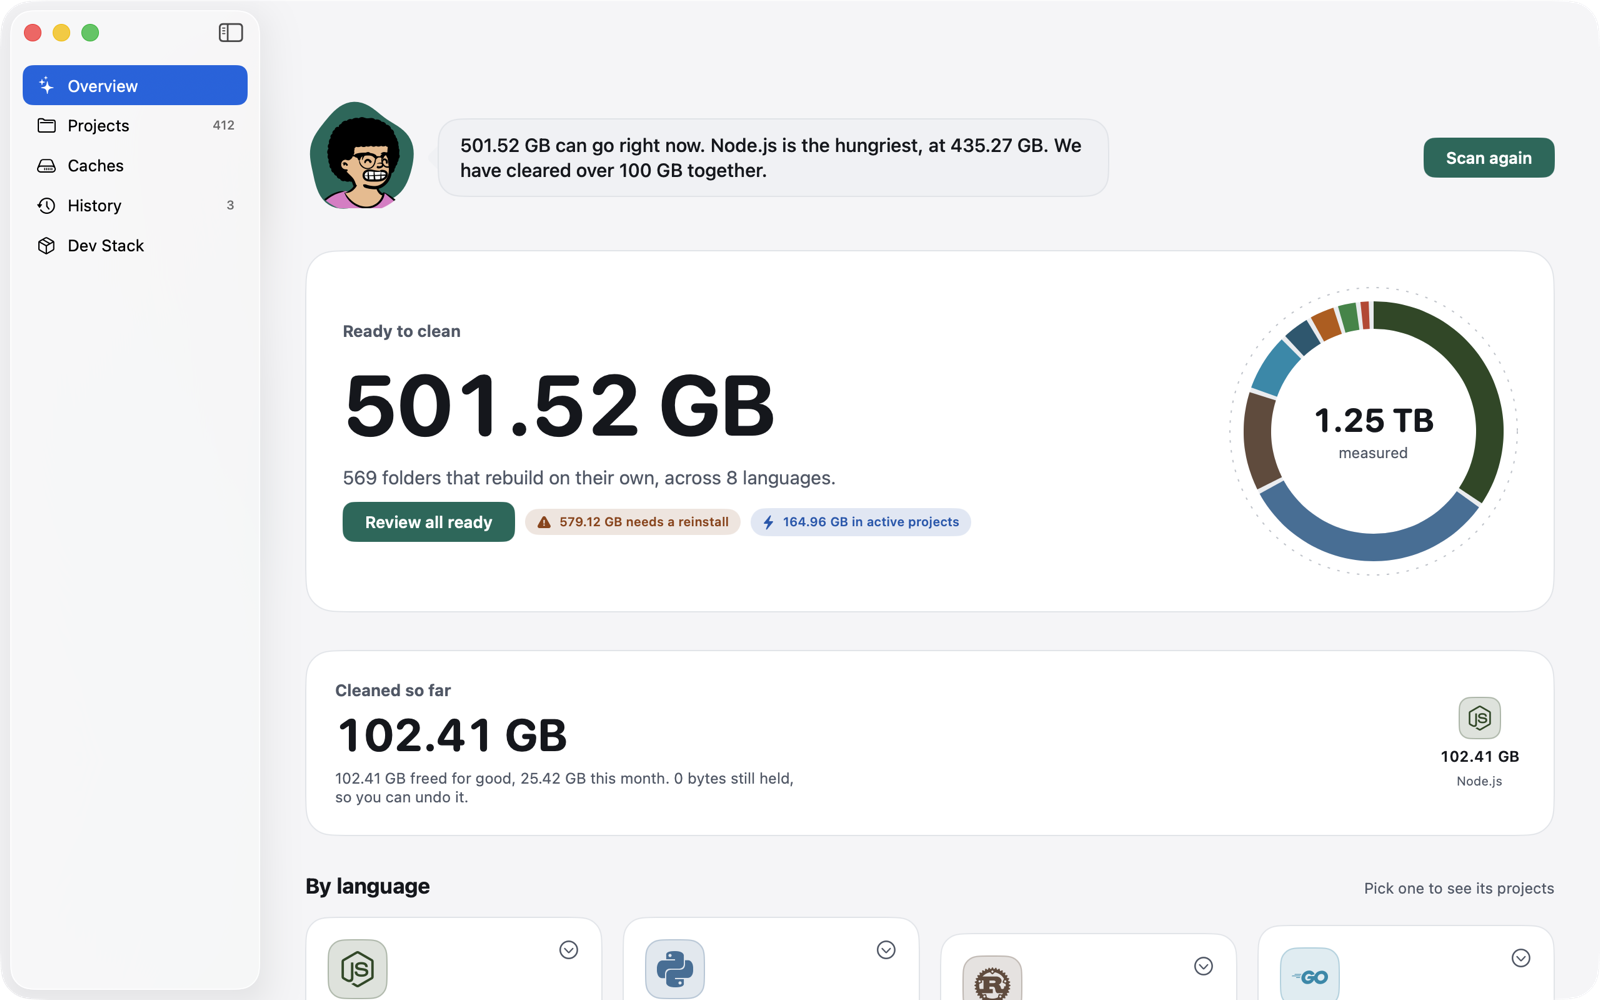 Overview
Projects 412
Caches
History 3
Dev Stack
501.52 GB can go right now. Node.js is the hungriest, at 435.27 GB. We
have cleared over 100 GB together.
Scan again
Ready to clean
501.52 GB
569 folders that rebuild on their own, across 8 languages.
Review all ready
579.12 GB needs a reinstall
164.96 GB in active projects
1.25 TB
measured
Cleaned so far
102.41 GB
102.41 GB freed for good, 25.42 GB this month. 0 bytes still held,
so you can undo it.
JS
102.41 GB
Node.js
By language
Pick one to see its projects
JS
R
GO